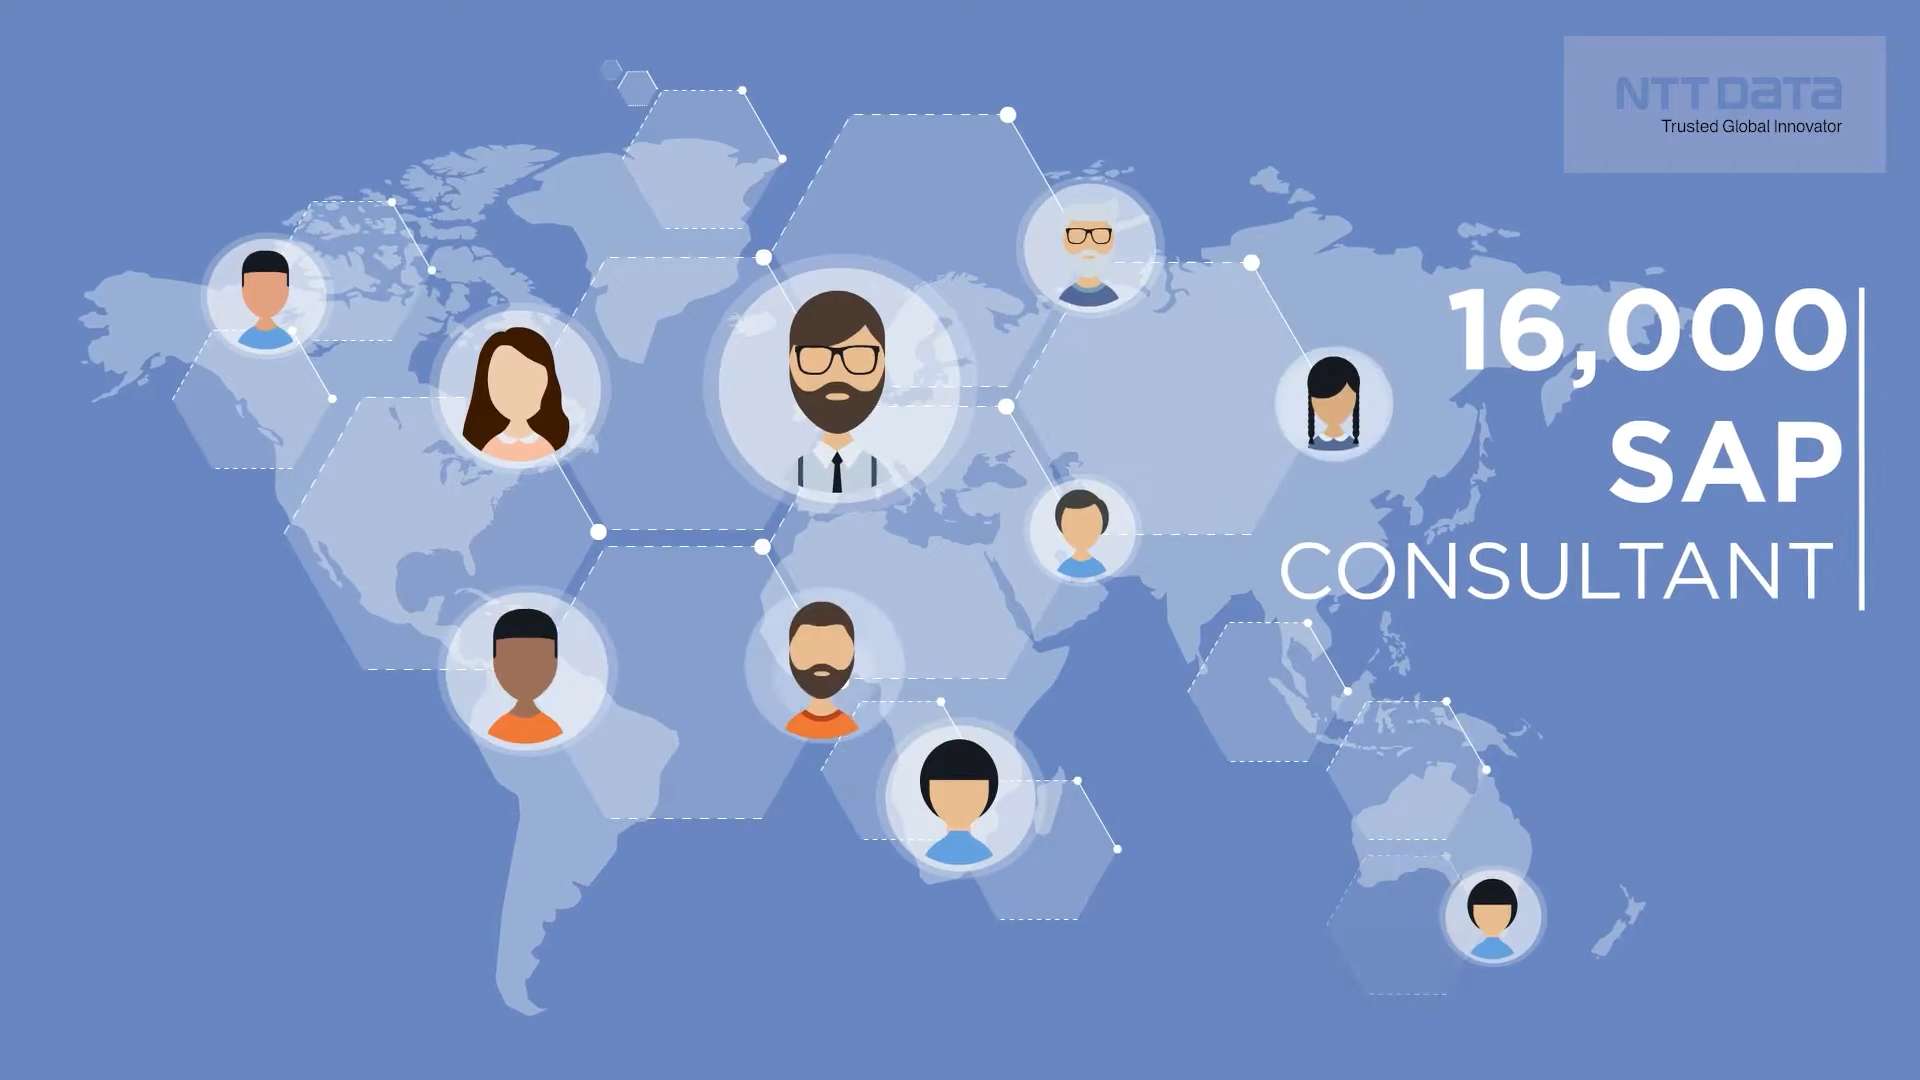 NTT DATA
Trusted Global Innovator
16,000
SAP
CONSULTANT